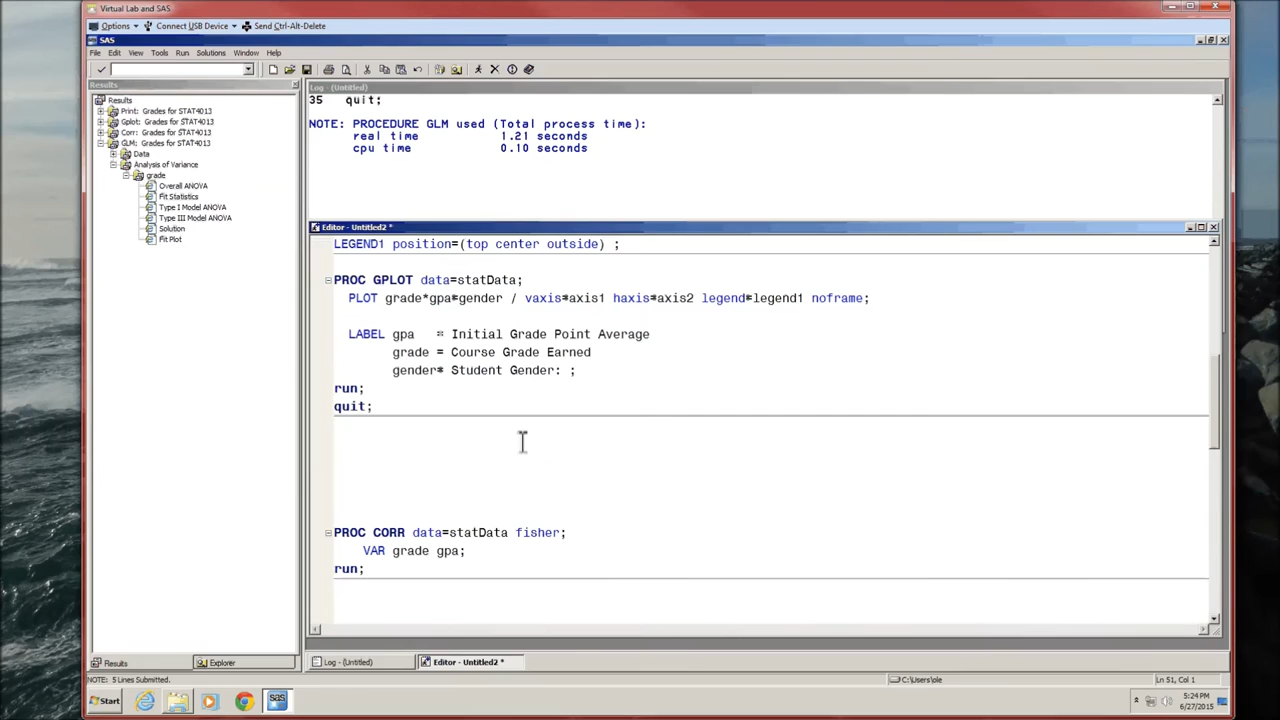 Virtual Lab and SAS
Options Connect USB Device Send Ctrl-Alt-Delete
SAS
File Edit View Tools Run Solutions Window Help
Results
Results
Print: Grades for STAT4013
Gplot: Grades for STAT4013
Corr: Grades for STAT4013
GLM: Grades for STAT4013
Data
Analysis of Variance
grade
Overall ANOVA
Fit Statistics
Type I Model ANOVA
Type III Model ANOVA
Solution
Fit Plot
Log - (Untitled)
35 quit;
NOTE: PROCEDURE GLM used (Total process time):
real time 1.21 seconds
cpu time 0.10 seconds
Editor - Untitled2 *
LEGEND1 position=(top center outside) ;
PROC GPLOT data=statData;
PLOT grade*gpa*gender / vaxis=axis1 haxis=axis2 legend=legend1 noframe;
LABEL gpa = Initial Grade Point Average
grade = Course Grade Earned
gender= Student Gender: ;
run;
quit;
PROC CORR data=statData fisher;
VAR grade gpa;
run;
Results Explorer Log - (Untitled) Editor - Untitled2 *
NOTE: 5 Lines Submitted. C:\Users\ole Ln 51, Col 1
Start sas 5:24 PM
6/27/2015